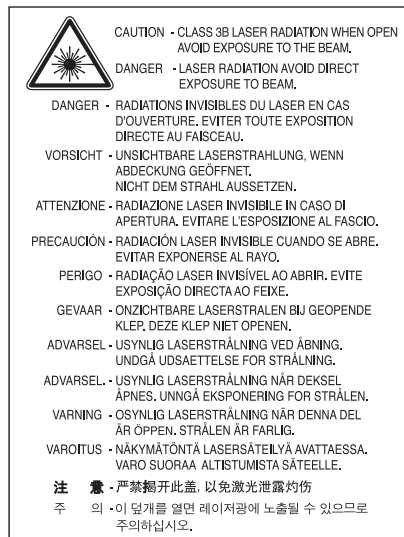 CAUTION - CLASS 3B LASER RADIATION WHEN OPEN
AVOID EXPOSURE TO THE BEAM.
DANGER - LASER RADIATION AVOID DIRECT
EXPOSURE TO BEAM.
DANGER - RADIATIONS INVISIBLES DU LASER EN CAS
D'OUVERTURE. EVITER TOUTE EXPOSITION
DIRECTE AU FAISCEAU.
VORSICHT - UNSICHTBARE LASERSTRAHLUNG, WENN
ABDECKUNG GEÖFFNET.
NICHT DEM STRAHL AUSSETZEN.
ATTENZIONE - RADIAZIONE LASER INVISIBILE IN CASO DI
APERTURA. EVITARE L'ESPOSIZIONE AL FASCIO.
PRECAUCIÓN - RADIACIÓN LASER INVISIBLE CUANDO SE ABRE.
EVITAR EXPONERSE AL RAYO.
PERIGO - RADIAÇÃO LASER INVISÍVEL AO ABRIR. EVITE
EXPOSIÇÃO DIRECTA AO FEIXE.
GEVAAR - ONZICHTBARE LASERSTRALEN BIJ GEOPENDE
KLEP. DEZE KLEP NIET OPENEN.
ADVARSEL - USYNLIG LASERSTRÅLNING VED ÅBNING.
UNDGÅ UDSAETTELSE FOR STRÅLNING.
ADVARSEL. - USYNLIG LASERSTRÅLNING NÅR DEKSEL
ÅPNES. UNNGÅ EKSPONERING FOR STRÅLEN.
VARNING - OSYNLIG LASERSTRÅLNING NÄR DENNA DEL
ÄR ÖPPEN. STRÅLEN ÄR FARLIG.
VAROITUS - NÄKYMÄTÖNTÄ LASERSÄTEILYÄ AVATTAESSA.
VARO SUORAA ALTISTUMISTA SÄTEELLE.
注 意 - 严禁揭开此盖, 以免激光泄露灼伤
주 의 - 이 덮개를 열면 레이저광에 노출될 수 있으므로
주의하십시오.